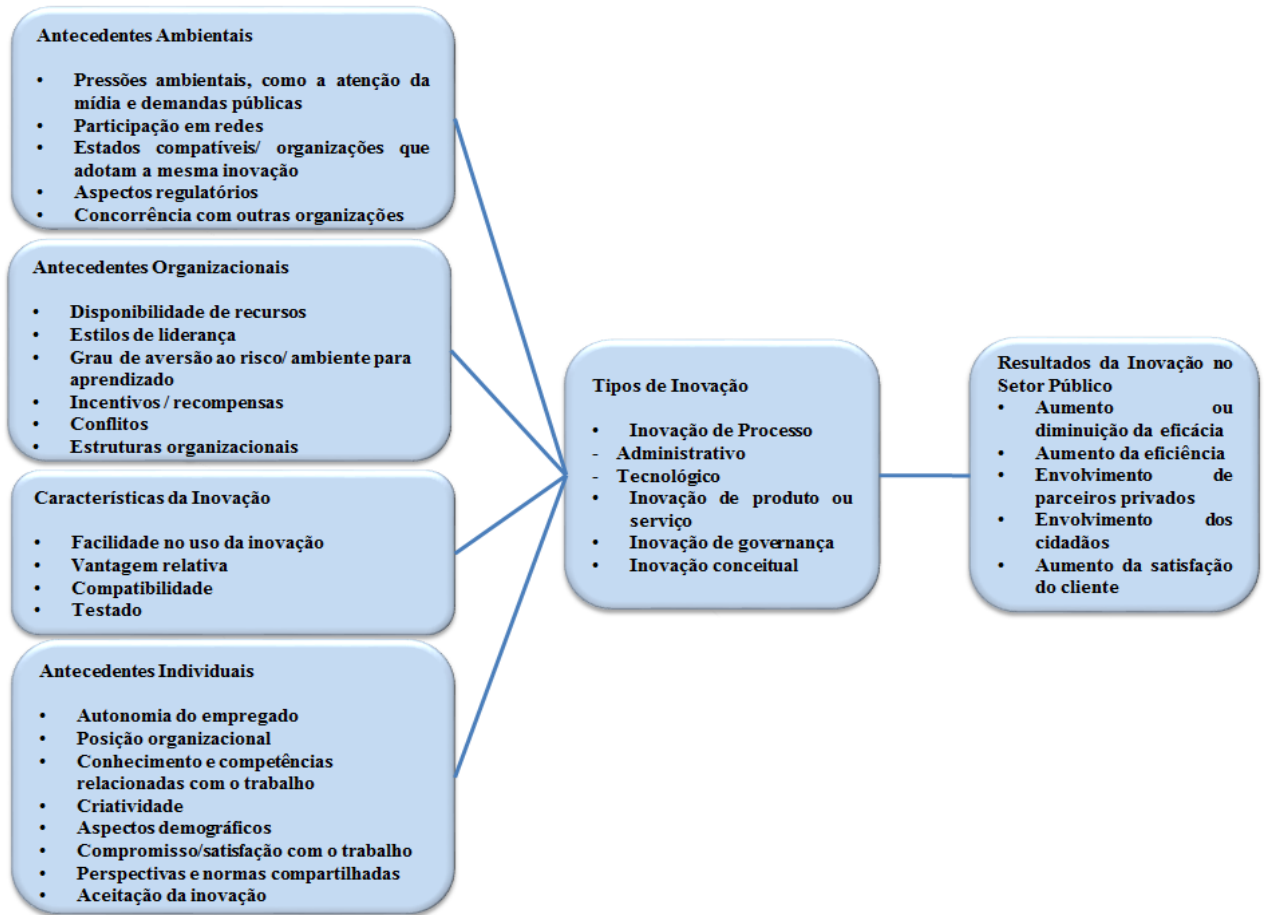 Antecedentes Ambientais
• Pressões ambientais, como a atenção da
mídia e demandas públicas
• Participação em redes
• Estados compatíveis/ organizações que
adotam a mesma inovação
• Aspectos regulatórios
• Concorrência com outras organizações
Antecedentes Organizacionais
• Disponibilidade de recursos
• Estilos de liderança
• Grau de aversão ao risco/ ambiente para
aprendizado
• Incentivos / recompensas
• Conflitos
• Estruturas organizacionais
Características da Inovação
• Facilidade no uso da inovação
• Vantagem relativa
• Compatibilidade
• Testado
Antecedentes Individuais
• Autonomia do empregado
• Posição organizacional
• Conhecimento e competências
relacionadas com o trabalho
• Criatividade
• Aspectos demográficos
• Compromisso/satisfação com o trabalho
• Perspectivas e normas compartilhadas
• Aceitação da inovação
Tipos de Inovação
• Inovação de Processo
- Administrativo
- Tecnológico
• Inovação de produto ou
serviço
• Inovação de governança
• Inovação conceitual
Resultados da Inovação no
Setor Público
• Aumento ou
diminuição da eficácia
• Aumento da eficiência
• Envolvimento de
parceiros privados
• Envolvimento dos
cidadãos
• Aumento da satisfação
do cliente